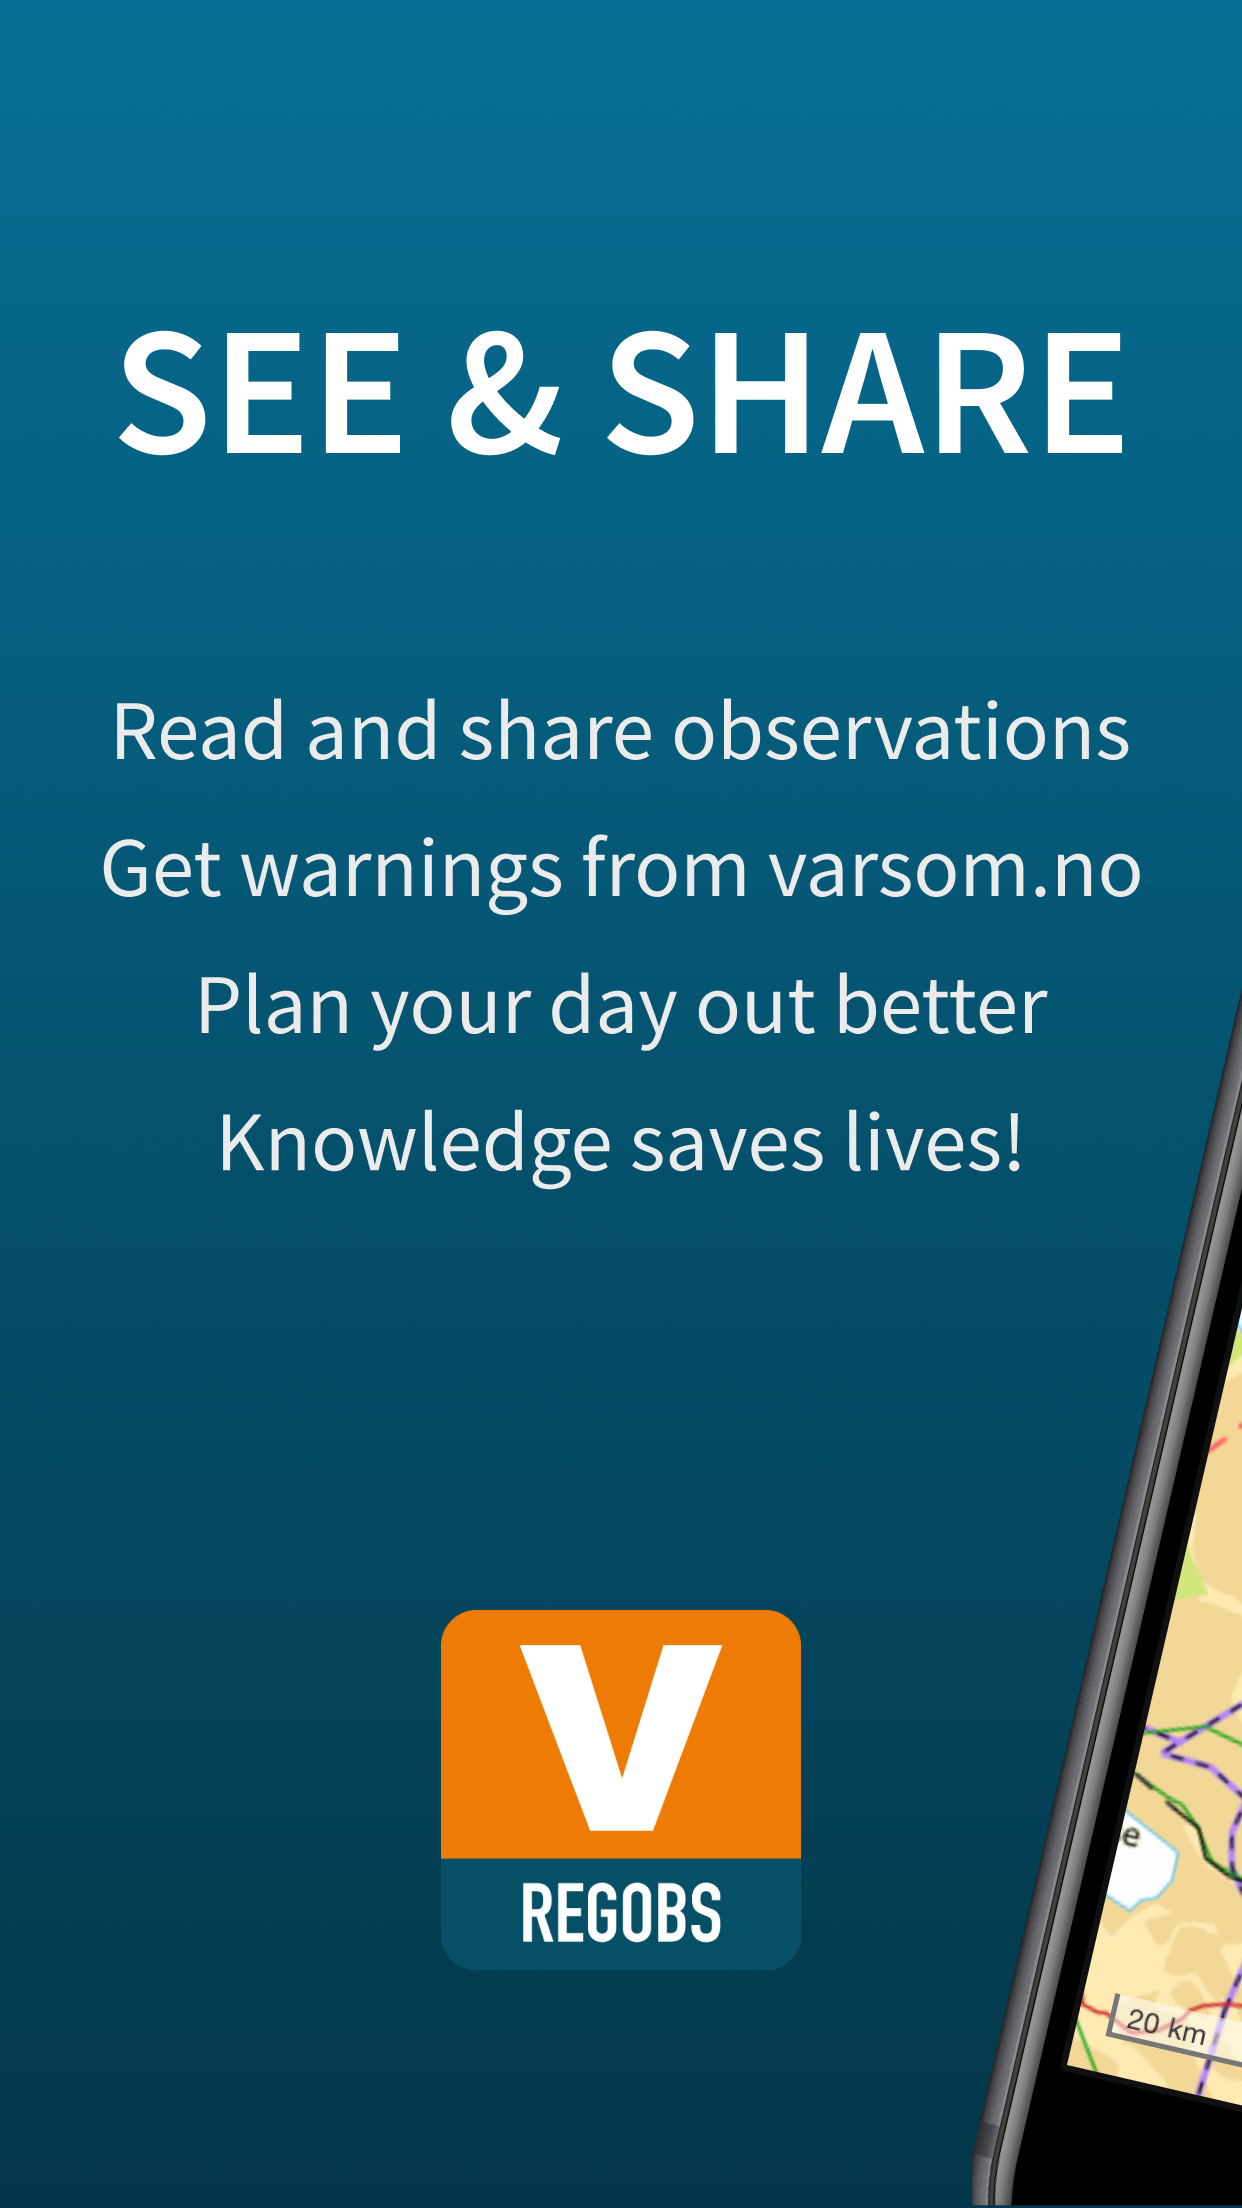 SEE & SHARE
Read and share observations
Get warnings from varsom.no
Plan your day out better
Knowledge saves lives!
V
REGOBS
e
20 km